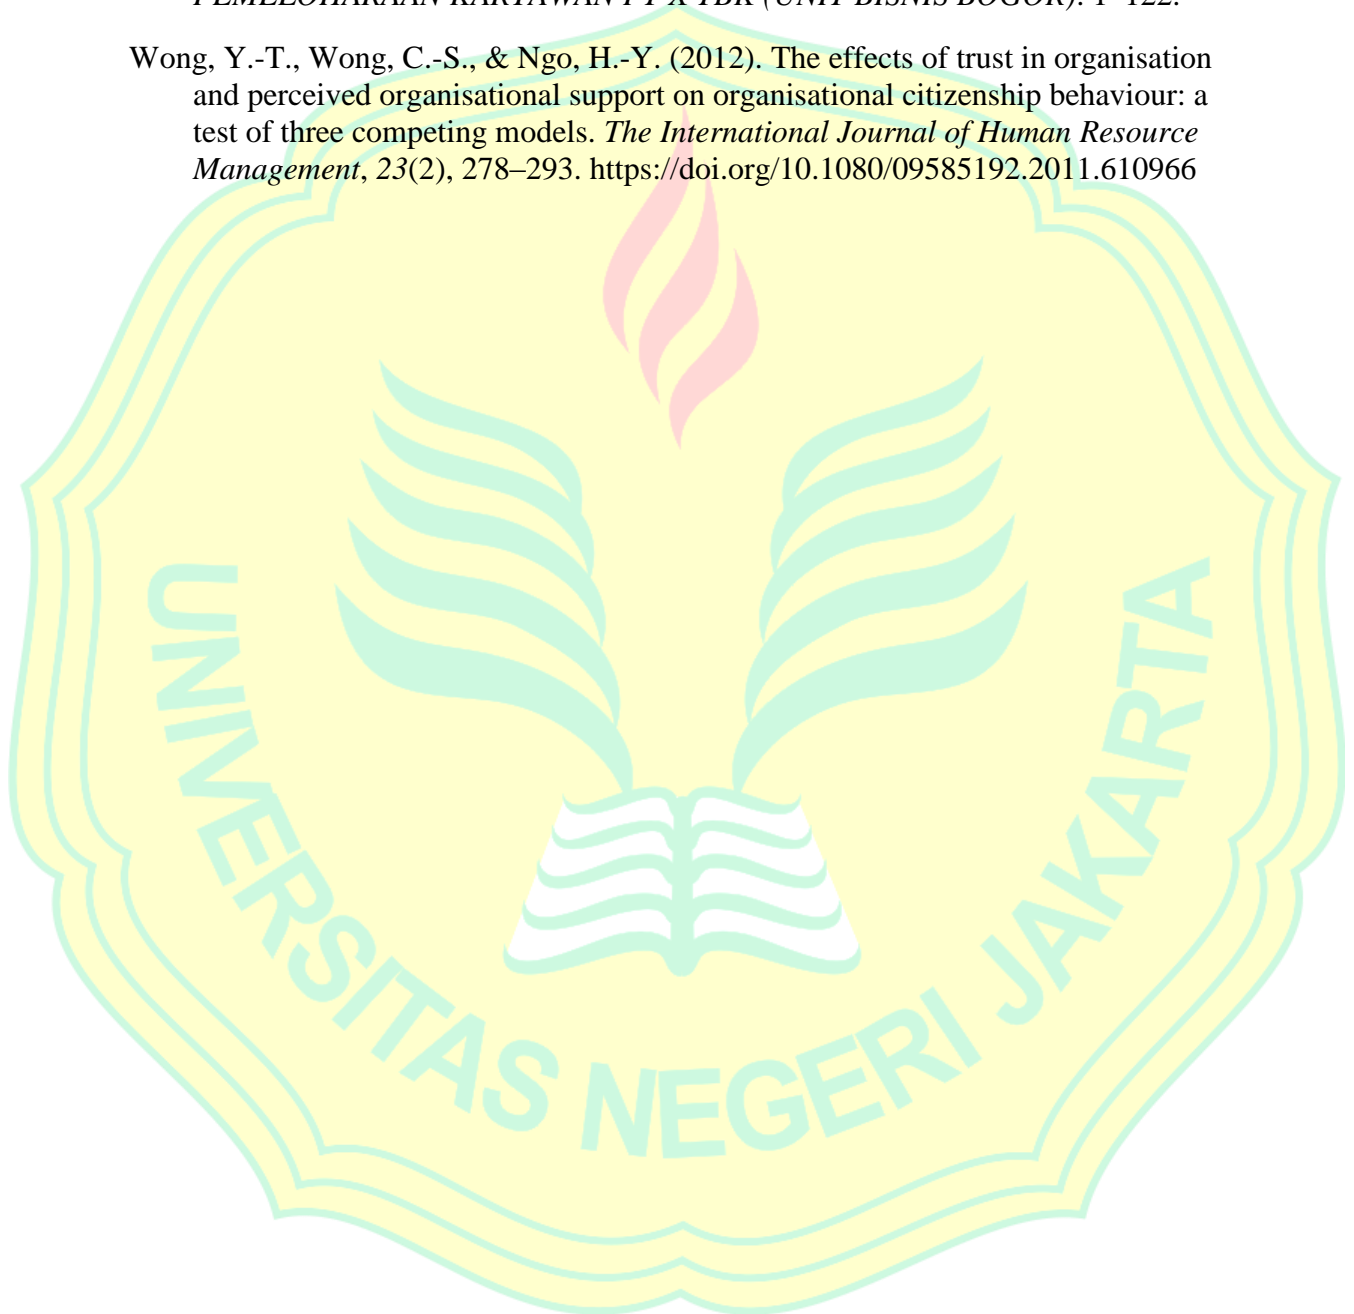 PEMELOHARAAN KARYAWAN PT X TBK (UNIT BISNIS BOGOR). 1–122.
Wong, Y.-T., Wong, C.-S., & Ngo, H.-Y. (2012). The effects of trust in organisation
and perceived organisational support on organisational citizenship behaviour: a
test of three competing models. The International Journal of Human Resource
Management, 23(2), 278–293. https://doi.org/10.1080/09585192.2011.610966
UNIVERSITAS NEGERI JAKARTA